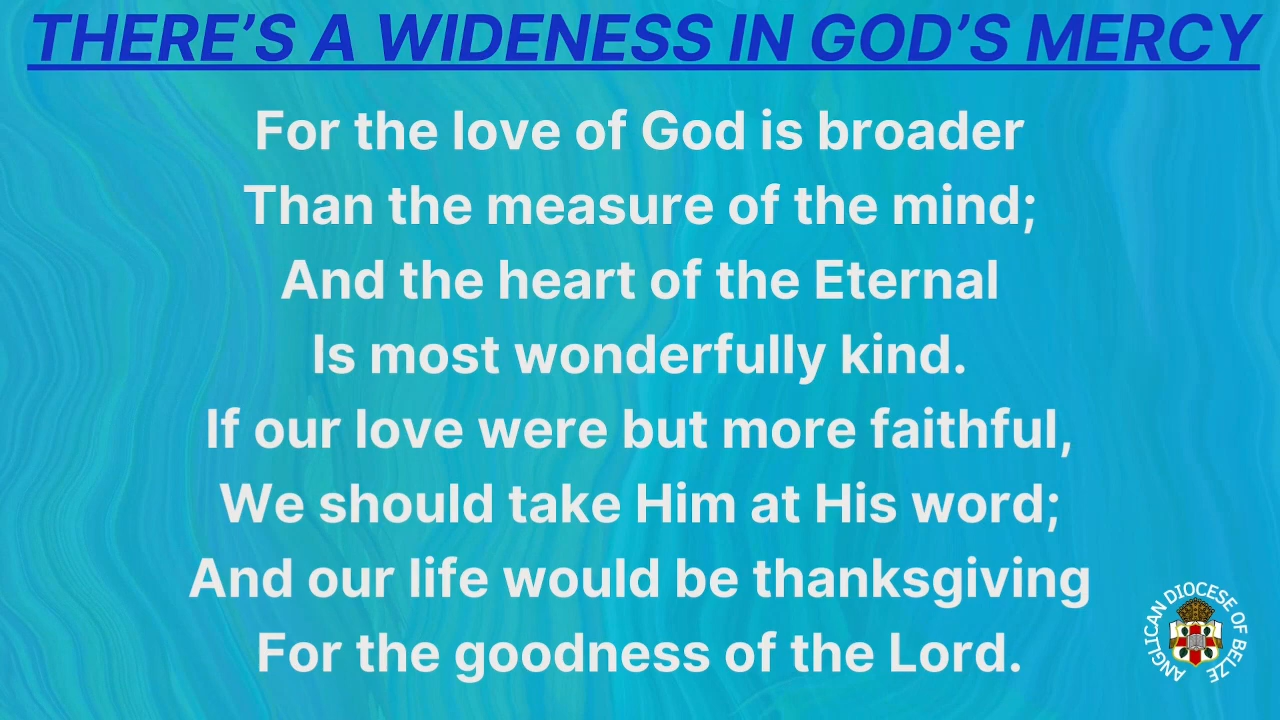 THERE’S A WIDENESS IN GOD’S MERCY
For the love of God is broader
Than the measure of the mind;
And the heart of the Eternal
Is most wonderfully kind.
If our love were but more faithful,
We should take Him at His word;
And our life would be thanksgiving
For the goodness of the Lord.
ANGLICAN DIOCESE OF BELIZE